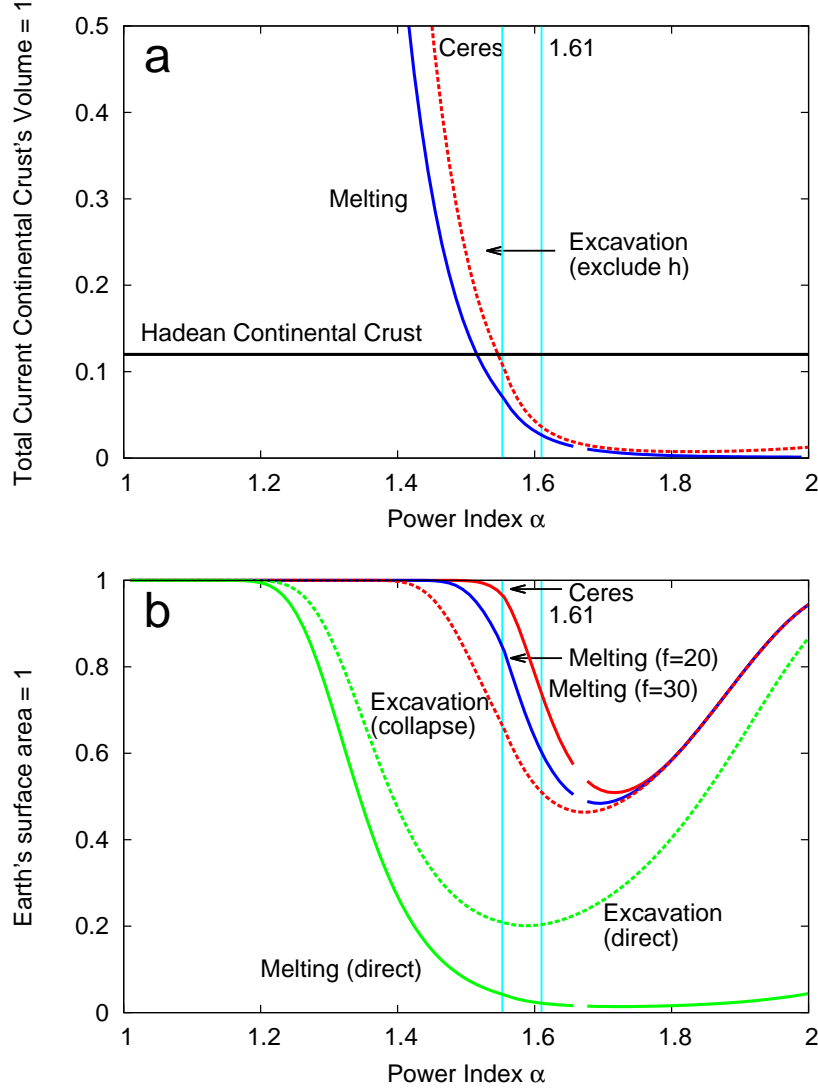 a
Total Current Continental Crust's Volume = 1
0.5
0.4
0.3
0.2
0.1
0
Ceres
1.61
Melting
Excavation
(exclude h)
Hadean Continental Crust
1
1.2
1.4
1.6
1.8
2
Power Index α
b
Earth's surface area = 1
1
0.8
0.6
0.4
0.2
0
Ceres
1.61
Melting (f=20)
Melting (f=30)
Excavation
(collapse)
Excavation
(direct)
Melting (direct)
1
1.2
1.4
1.6
1.8
2
Power Index α